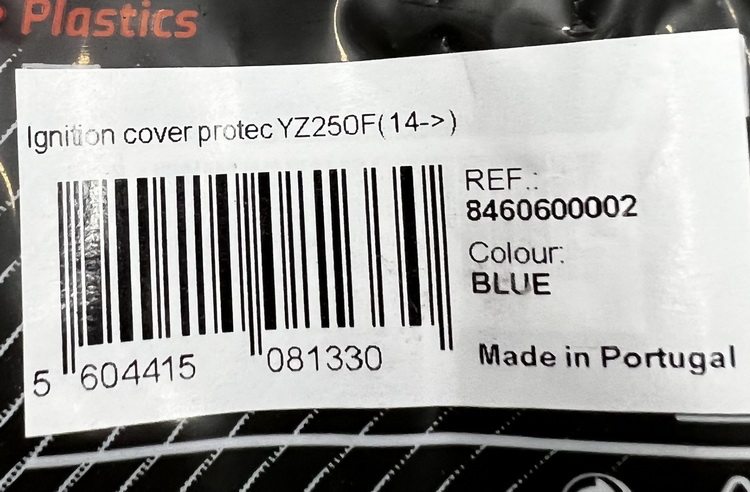 Plastics
Ignition cover protec YZ250F(14->)
REF.:
8460600002
Colour:
BLUE
5 604415 081330
Made in Portugal